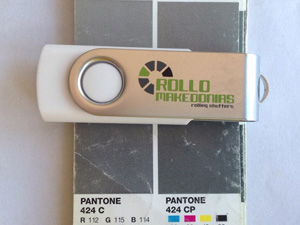 ROLLO
MAKEDONIAS
rolling shutters
PANTONE
424 C
R 112 G 115 B 114
PANTONE
424 CP